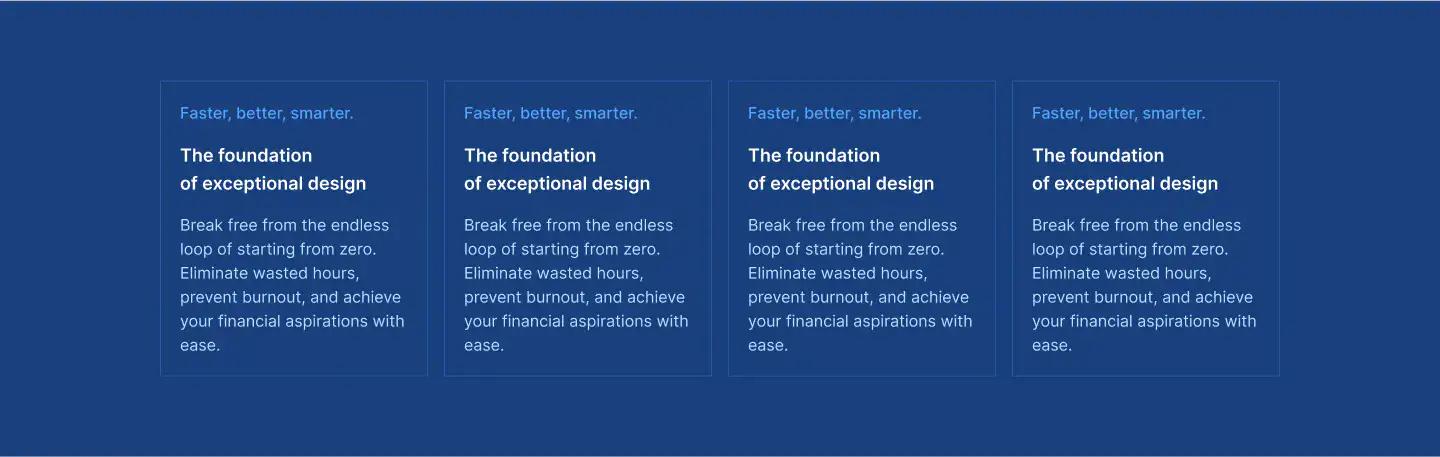 Faster, better, smarter.
The foundation
of exceptional design
Break free from the endless
loop of starting from zero.
Eliminate wasted hours,
prevent burnout, and achieve
your financial aspirations with
ease.
Faster, better, smarter.
The foundation
of exceptional design
Break free from the endless
loop of starting from zero.
Eliminate wasted hours,
prevent burnout, and achieve
your financial aspirations with
ease.
Faster, better, smarter.
The foundation
of exceptional design
Break free from the endless
loop of starting from zero.
Eliminate wasted hours,
prevent burnout, and achieve
your financial aspirations with
ease.
Faster, better, smarter.
The foundation
of exceptional design
Break free from the endless
loop of starting from zero.
Eliminate wasted hours,
prevent burnout, and achieve
your financial aspirations with
ease.